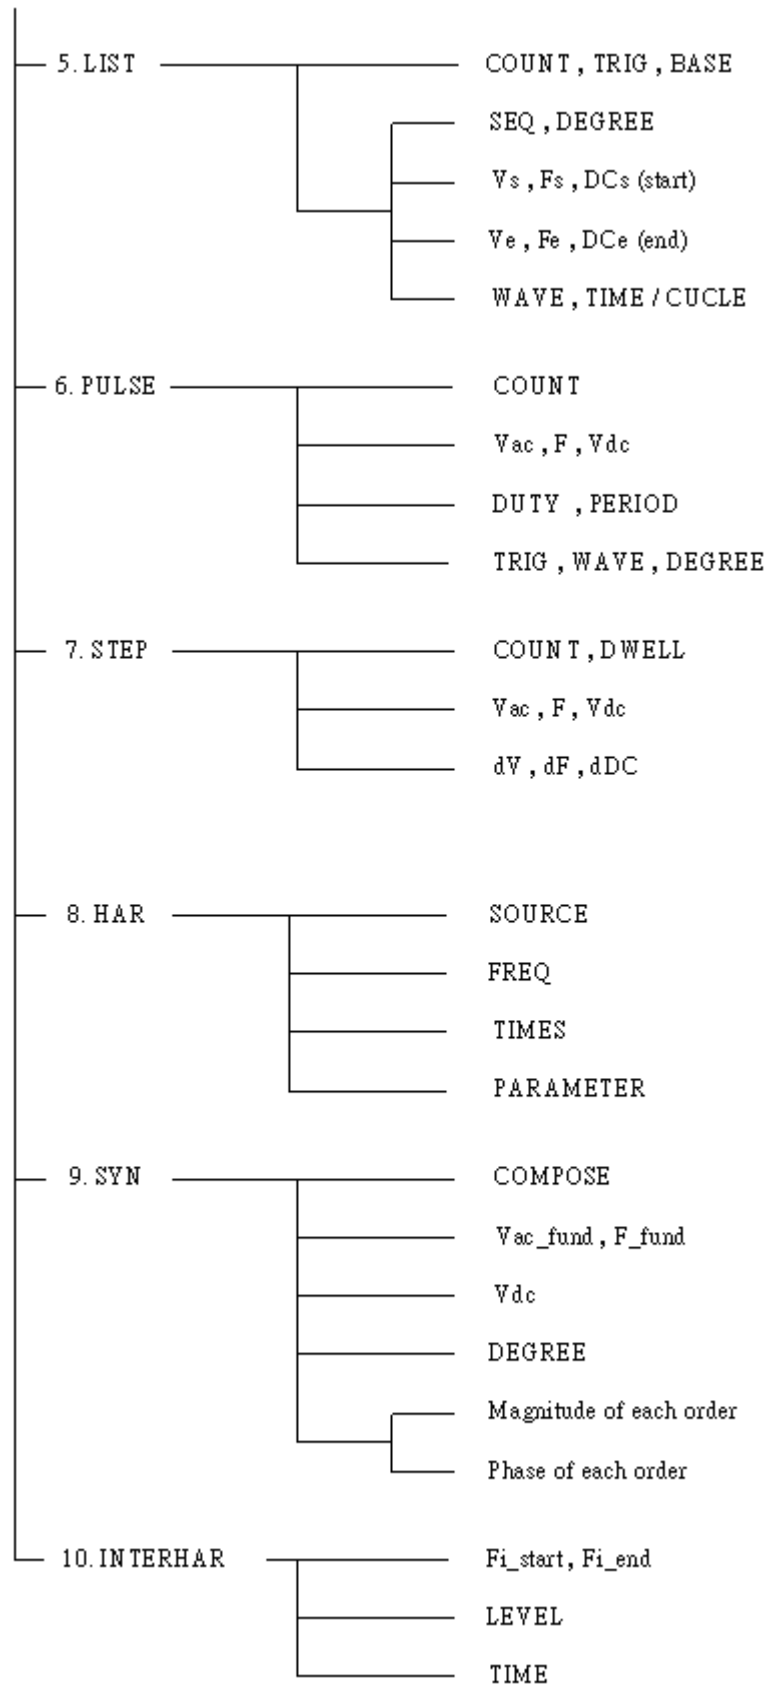 5. LIST COUNT, TRIG, BASE
SEQ, DEGREE
Vs, Fs, DCs (start)
Ve, Fe, DCe (end)
WAVE, TIME / CUCLE
6. PULSE COUNT
Vac, F, Vdc
DUTY , PERIOD
TRIG, WAVE, DEGREE
7. STEP COUNT, DWELL
Vac, F, Vdc
dV, dF, dDC
8. HAR SOURCE
FREQ
TIMES
PARAMETER
9. SYN COMPOSE
Vac_fund, F_fund
Vdc
DEGREE
Magnitude of each order
Phase of each order
10. INTERHAR Fi_start, Fi_end
LEVEL
TIME